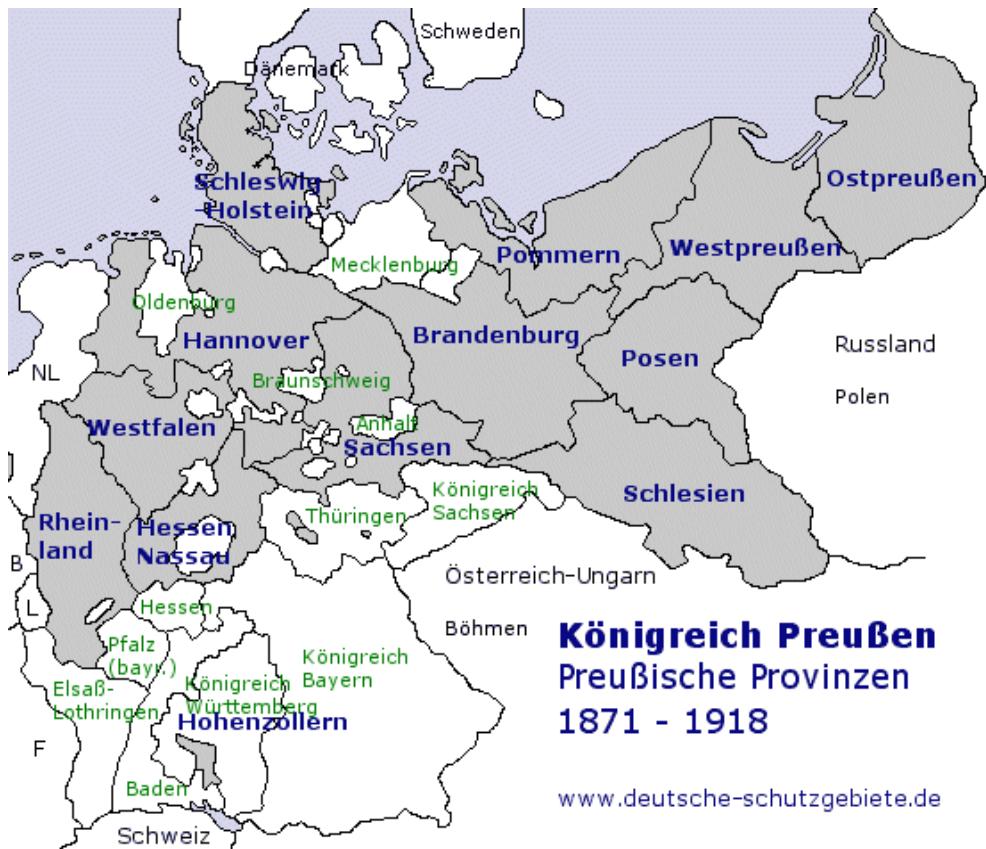 Schweden
Dänemark
Schleswig
-Holstein
Ostpreußen
Pommern
Westpreußen
Mecklenburg
Oldenburg
Hannover
Brandenburg
Posen
Russland
Polen
NL
Braunschweig
Westfalen
Anhalt
Sachsen
Königreich
Sachsen
Schlesien
Thüringen
Rhein-
land
Hessen
Nassau
B
L
Österreich-Ungarn
Böhmen
Hessen
Pfalz
(bayr.)
Elsaß-
Lothringen
Königreich
Württemberg
Königreich
Bayern
Hohenzollern
F
Baden
Schweiz
Königreich Preußen
Preußische Provinzen
1871 - 1918
www.deutsche-schutzgebiete.de